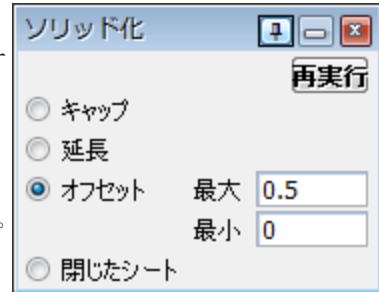 ソリッド化
再実行
キャップ
延長
オフセット 最大 0.5
最小 0
閉じたシート
。